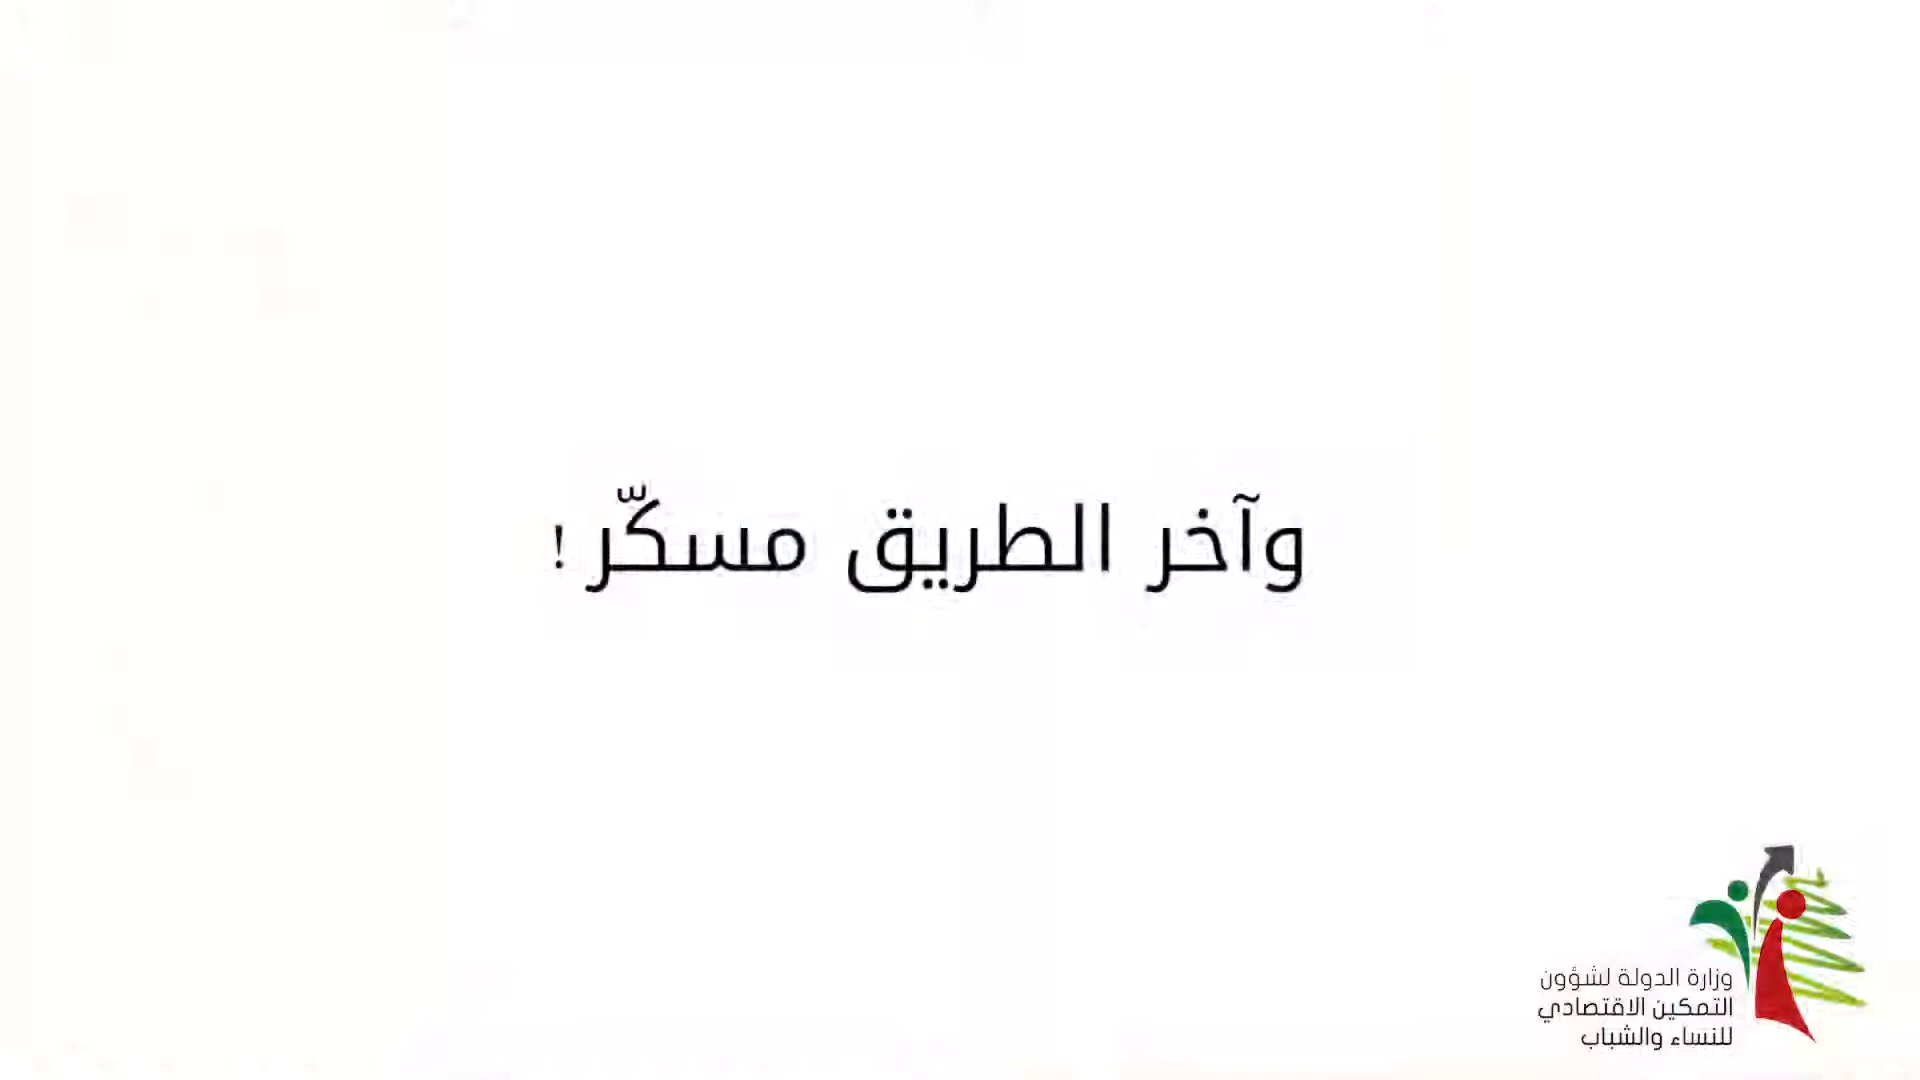 وآخر الطريق مسكّر!
وزارة الدولة لشؤون
التمكين الاقتصادي
للنساء والشباب